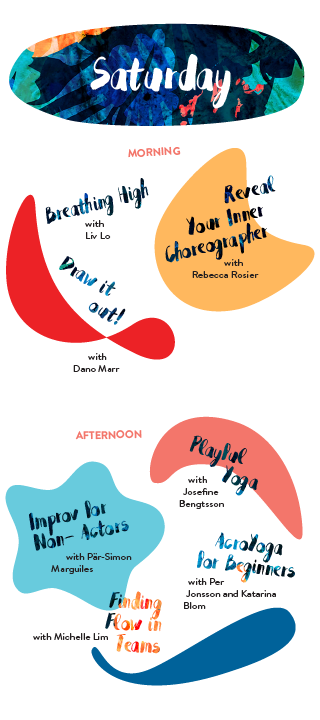 Saturday
MORNING
Breathing High
with
Liv Lo
Reveal
Your Inner
Choreographer
with
Rebecca Rosier
Draw it
out!
with
Dano Marr
AFTERNOON
Playful
Yoga
with
Josefine
Bengtsson
Improv for
Non- Actors
with Pär-Simon
Marguiles
AcroYoga
for Beginners
with Per
Jonsson and Katarina
Blom
Finding
Flow in
Teams
with Michelle Lim